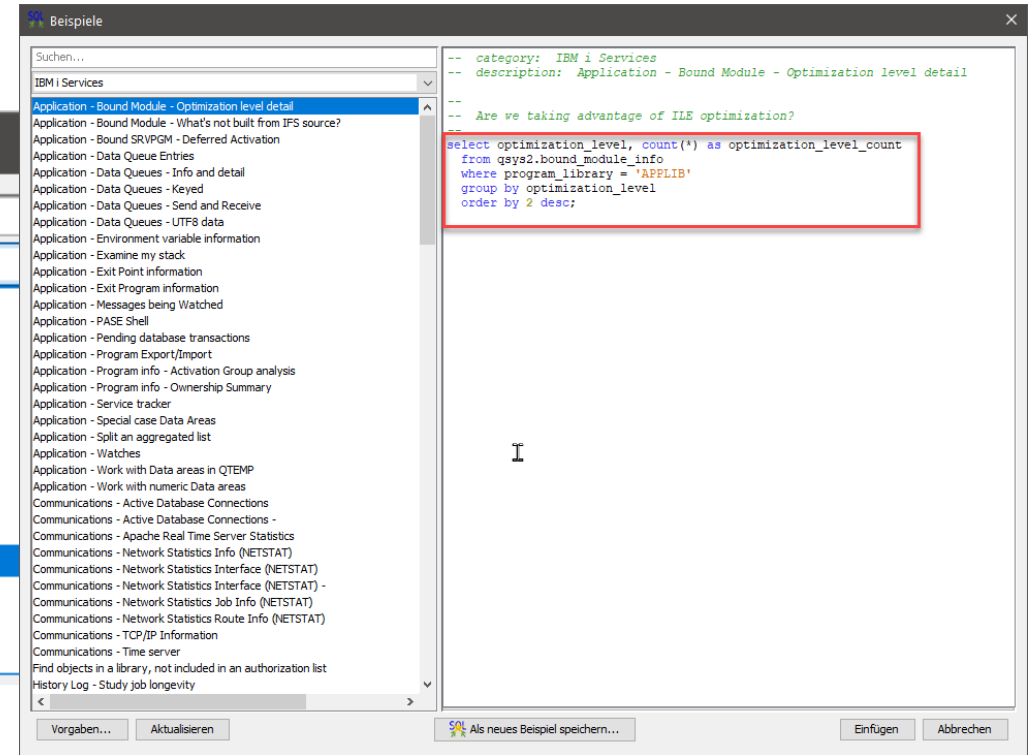 SQL Beispiele
Suchen...
IBM i Services
Application - Bound Module - Optimization level detail
Application - Bound Module - What's not built from IFS source?
Application - Bound SRVPGM - Deferred Activation
Application - Data Queue Entries
Application - Data Queues - Info and detail
Application - Data Queues - Keyed
Application - Data Queues - Send and Receive
Application - Data Queues - UTF8 data
Application - Environment variable information
Application - Examine my stack
Application - Exit Point information
Application - Exit Program information
Application - Messages being Watched
Application - PASE Shell
Application - Pending database transactions
Application - Program Export/Import
Application - Program info - Activation Group analysis
Application - Program info - Ownership Summary
Application - Service tracker
Application - Special case Data Areas
Application - Split an aggregated list
Application - Watches
Application - Work with Data areas in QTEMP
Application - Work with numeric Data areas
Communications - Active Database Connections
Communications - Active Database Connections -
Communications - Apache Real Time Server Statistics
Communications - Network Statistics Info (NETSTAT)
Communications - Network Statistics Interface (NETSTAT)
Communications - Network Statistics Interface (NETSTAT) -
Communications - Network Statistics Job Info (NETSTAT)
Communications - Network Statistics Route Info (NETSTAT)
Communications - TCP/IP Information
Communications - Time server
Find objects in a library, not included in an authorization list
History Log - Study job longevity
-- category: IBM i Services
-- description: Application - Bound Module - Optimization level detail
--
-- Are we taking advantage of ILE optimization?
--
select optimization_level, count(*) as optimization_level_count
from qsys2.bound_module_info
where program_library = 'APPLIB'
group by optimization_level
order by 2 desc;
Vorgaben...
Aktualisieren
SQL Als neues Beispiel speichern...
Einfügen
Abbrechen